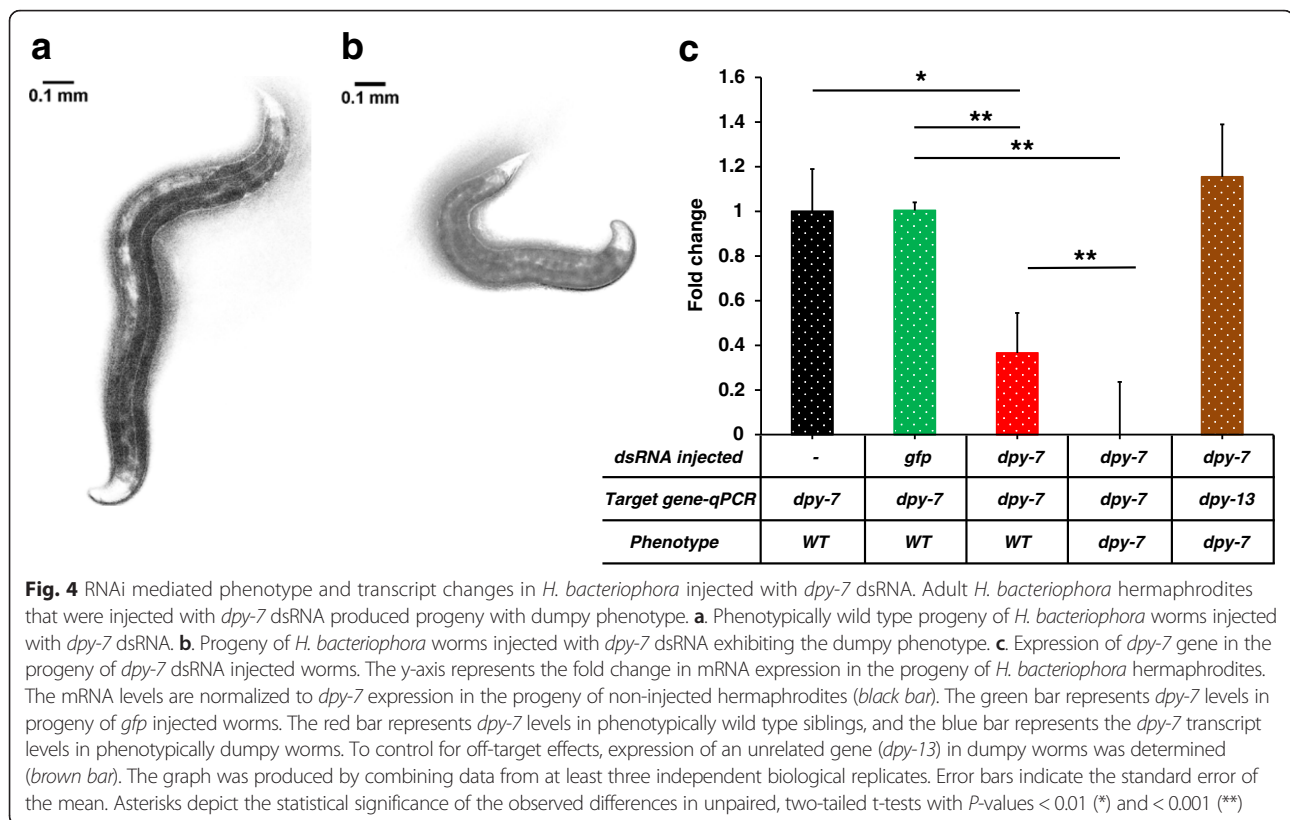 a
0.1 mm
b
0.1 mm
c
1.6
1.4
1.2
1
0.8
0.6
0.4
0.2
0
Fold change
*
**
**
**
dsRNA injected - gfp dpy-7 dpy-7 dpy-7
Target gene-qPCR dpy-7 dpy-7 dpy-7 dpy-7 dpy-13
Phenotype WT WT WT dpy-7 dpy-7
Fig. 4 RNAi mediated phenotype and transcript changes in H. bacteriophora injected with dpy-7 dsRNA. Adult H. bacteriophora hermaphrodites
that were injected with dpy-7 dsRNA produced progeny with dumpy phenotype. a. Phenotypically wild type progeny of H. bacteriophora worms injected
with dpy-7 dsRNA. b. Progeny of H. bacteriophora worms injected with dpy-7 dsRNA exhibiting the dumpy phenotype. c. Expression of dpy-7 gene in the
progeny of dpy-7 dsRNA injected worms. The y-axis represents the fold change in mRNA expression in the progeny of H. bacteriophora hermaphrodites.
The mRNA levels are normalized to dpy-7 expression in the progeny of non-injected hermaphrodites (black bar). The green bar represents dpy-7 levels in
progeny of gfp injected worms. The red bar represents dpy-7 levels in phenotypically wild type siblings, and the blue bar represents the dpy-7 transcript
levels in phenotypically dumpy worms. To control for off-target effects, expression of an unrelated gene (dpy-13) in dumpy worms was determined
(brown bar). The graph was produced by combining data from at least three independent biological replicates. Error bars indicate the standard error of
the mean. Asterisks depict the statistical significance of the observed differences in unpaired, two-tailed t-tests with P-values < 0.01 (*) and < 0.001 (**)